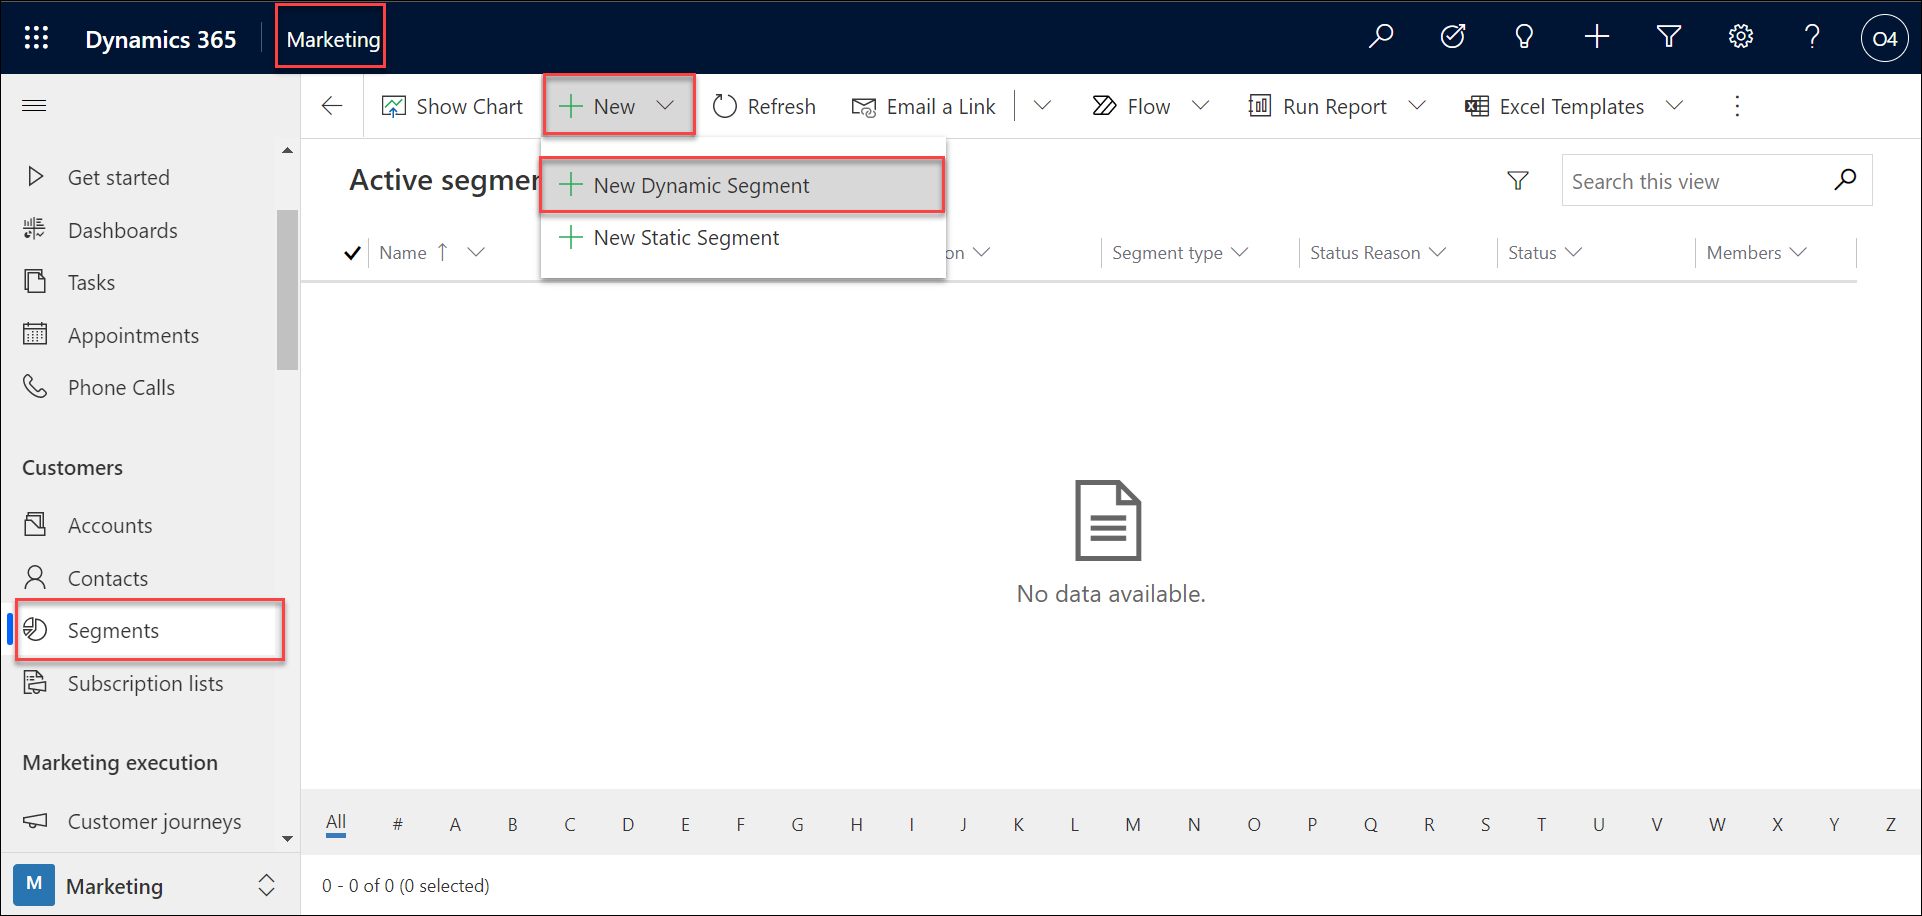 Dynamics 365
Marketing
O4
Show Chart
New
Refresh
Email a Link
Flow
Run Report
Excel Templates
Get started
Dashboards
Tasks
Appointments
Phone Calls
Customers
Accounts
Contacts
Segments
Subscription lists
Marketing execution
Customer journeys
M
Marketing
Active segmen
New Dynamic Segment
New Static Segment
Search this view
Name
on
Segment type
Status Reason
Status
Members
No data available.
All # A B C D E F G H I J K L M N O P Q R S T U V W X Y Z
0 - 0 of 0 (0 selected)